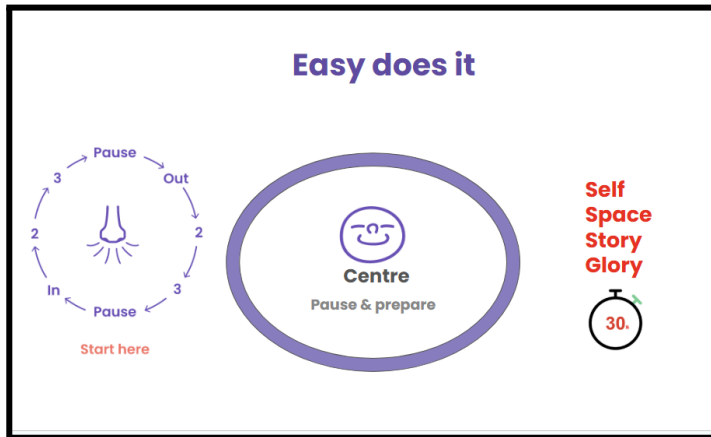 Easy does it
Pause
3
Out
2
2
In
3
Pause
Start here
Centre
Pause & prepare
Self
Space
Story
Glory
30s